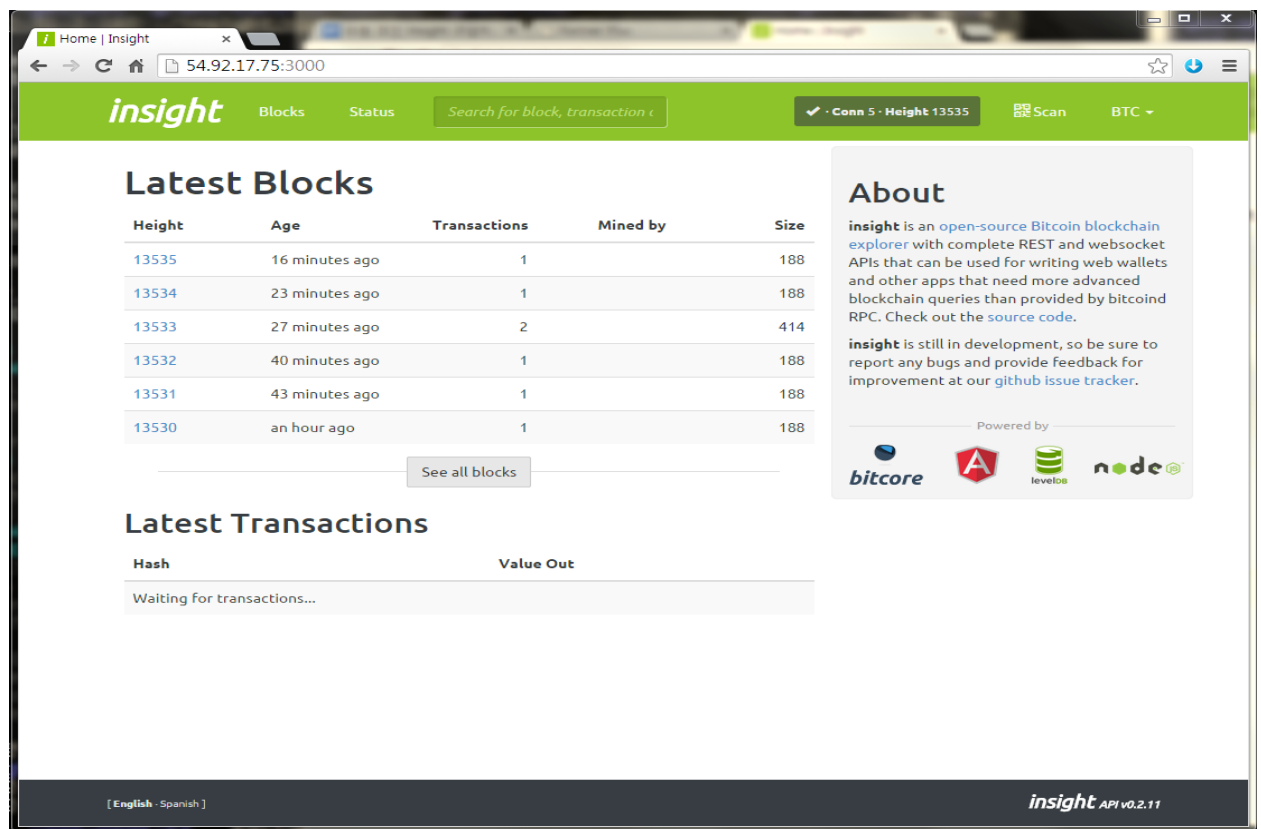 Home | Insight
54.92.17.75:3000
insight Blocks Status Search for block, transaction ✔ · Conn 5 · Height 13535 Scan BTC
Latest Blocks
Height Age Transactions Mined by Size
13535 16 minutes ago 1 188
13534 23 minutes ago 1 188
13533 27 minutes ago 2 414
13532 40 minutes ago 1 188
13531 43 minutes ago 1 188
13530 an hour ago 1 188
See all blocks
Latest Transactions
Hash Value Out
Waiting for transactions...
About
insight is an open-source Bitcoin blockchain
explorer with complete REST and websocket
APIs that can be used for writing web wallets
and other apps that need more advanced
blockchain queries than provided by bitcoind
RPC. Check out the source code.
insight is still in development, so be sure to
report any bugs and provide feedback for
improvement at our github issue tracker.
Powered by
bitcore levelDB node
[ English · Spanish ]
insight API v0.2.11